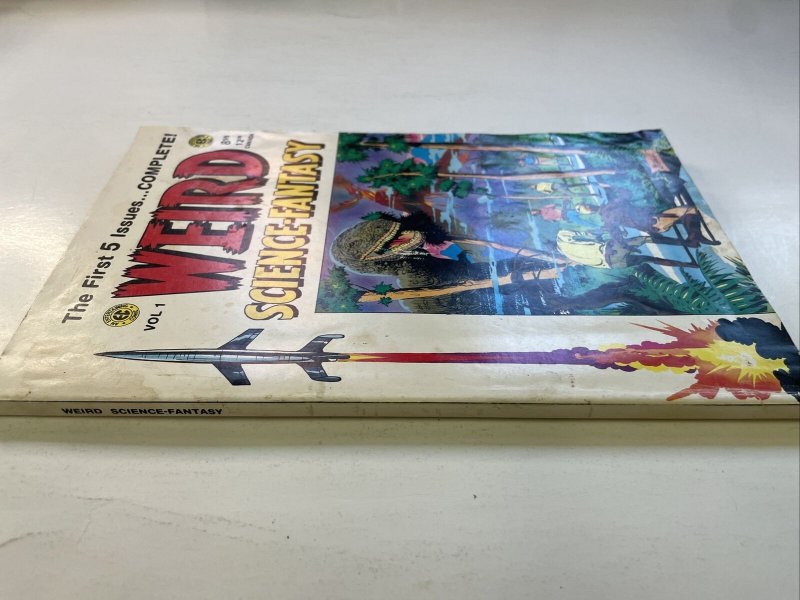 The First 5 Issues...COMPLETE!
WEIRD
SCIENCE-FANTASY
VOL 1
WEIRD SCIENCE-FANTASY